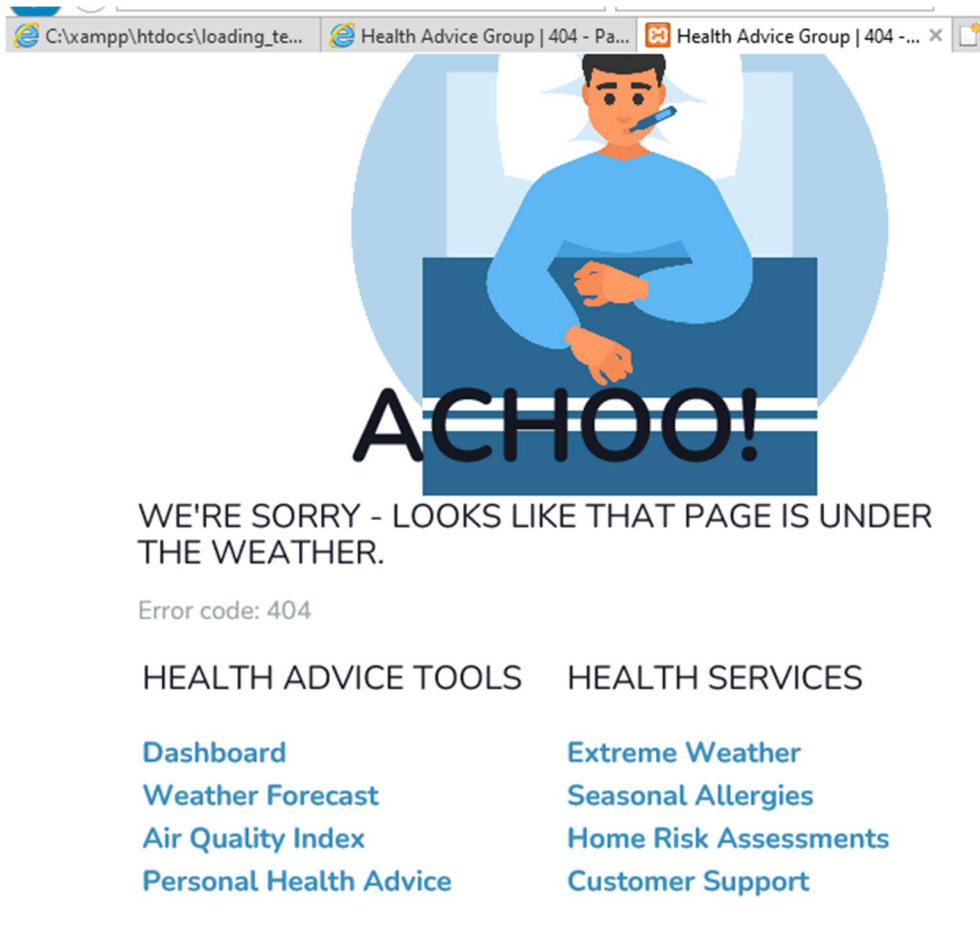 C:\xampp\htdocs\loading_te...
Health Advice Group | 404 - Pa...
Health Advice Group | 404 -...
ACHOO!
WE'RE SORRY - LOOKS LIKE THAT PAGE IS UNDER
THE WEATHER.
Error code: 404
HEALTH ADVICE TOOLS
Dashboard
Weather Forecast
Air Quality Index
Personal Health Advice
HEALTH SERVICES
Extreme Weather
Seasonal Allergies
Home Risk Assessments
Customer Support